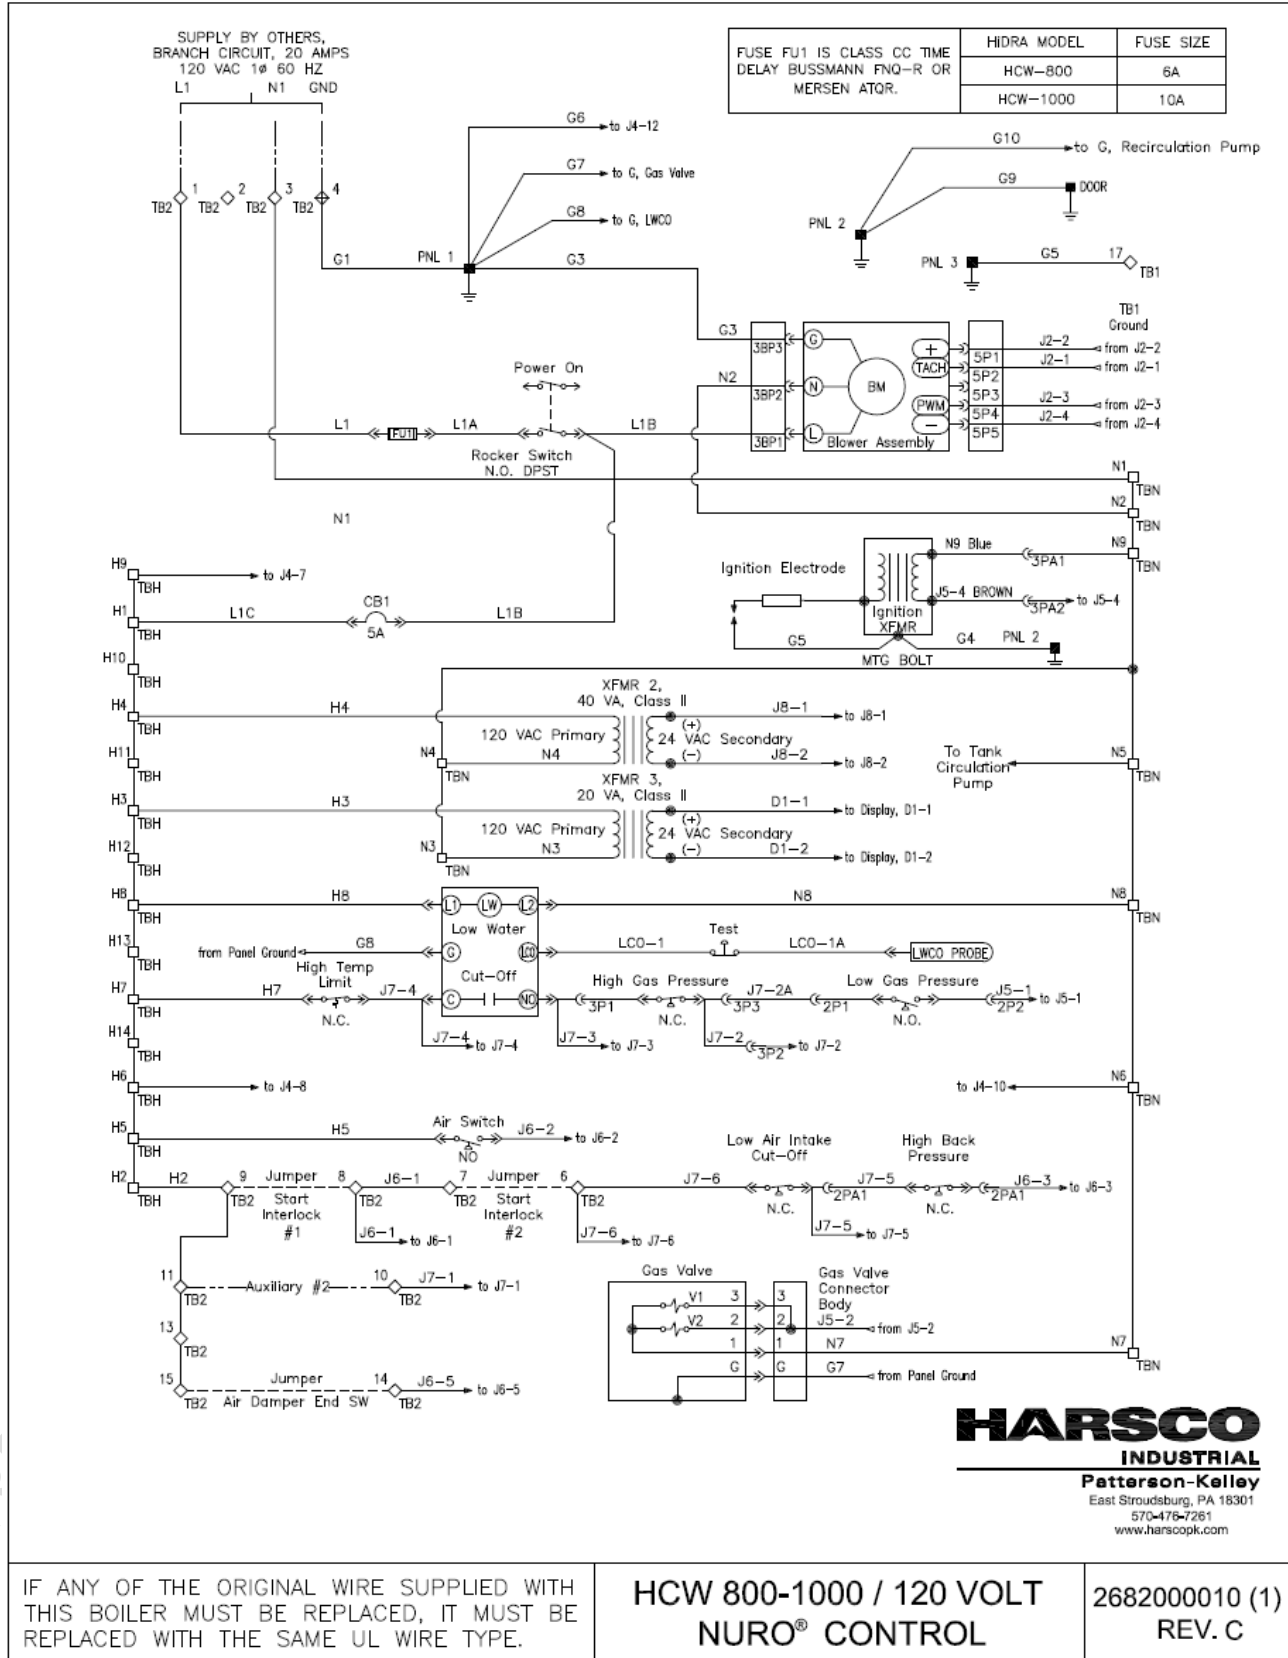 SUPPLY BY OTHERS,
BRANCH CIRCUIT, 20 AMPS
120 VAC 1ø 60 HZ
L1 N1 GND
FUSE FU1 IS CLASS CC TIME
DELAY BUSSMANN FNQ-R OR
MERSEN ATQR.
HiDRA MODEL FUSE SIZE
HCW-800 6A
HCW-1000 10A
G6 to J4-12
G7 to G, Gas Valve
G8 to G, LWCO
G10 to G, Recirculation Pump
G9 DOOR
1 2 3 4
TB2 TB2 TB2 TB2
PNL 2
G1 PNL 1 G3
PNL 3 G5 17 TB1
TB1
Ground
G3 3BP3 G
N2 3BP2 N BM
L1 FU1 L1A L1B 3BP1 L
Blower Assembly
+ 5P1 J2-2 from J2-2
TACH 5P2 J2-1 from J2-1
5P3
PWM 5P4 J2-3 from J2-3
- 5P5 J2-4 from J2-4
Power On
Rocker Switch
N.O. DPST
N1 TBN
N2 TBN
N1
H9 TBH to J4-7
H1 TBH L1C CB1 5A L1B
Ignition Electrode
N9 Blue 3PA1 N9 TBN
J5-4 BROWN 3PA2 to J5-4
Ignition
XFMR
G5 G4 PNL 2
MTG BOLT
H10 TBH
XFMR 2,
40 VA, Class II
H4 TBH H4 J8-1 to J8-1
120 VAC Primary (+) 24 VAC Secondary (-)
H11 TBH N4 TBN N4 J8-2 to J8-2
To Tank
Circulation
Pump
N5 TBN
XFMR 3,
20 VA, Class II
H3 TBH H3 D1-1 to Display, D1-1
120 VAC Primary (+) 24 VAC Secondary (-)
H12 TBH N3 TBN N3 D1-2 to Display, D1-2
H8 TBH H8 L1 LW L2 N8 N8 TBN
Low Water
H13 TBH from Panel Ground G8 G LCO LCO-1 Test LCO-1A LWCO PROBE
Cut-Off
High Temp
Limit
H7 TBH H7 N.C. J7-4 C NO
High Gas Pressure
3P1 N.C. 3P3 J7-2A 2P1
Low Gas Pressure
N.O. J5-1 2P2 to J5-1
H14 TBH J7-4 to J7-4 J7-3 to J7-3 J7-2 3P2 to J7-2
H6 TBH to J4-8
to J4-10 N6 TBN
Air Switch
H5 TBH H5 NO J6-2 to J6-2
Low Air Intake
Cut-Off
High Back
Pressure
H2 TBH H2 9 TB2 Jumper 8 TB2 J6-1 7 TB2 Jumper 6 TB2 J7-6 N.C. J7-5 2PA1 N.C. J6-3 2PA1 to J6-3
Start
Interlock
#1
Start
Interlock
#2
J6-1 to J6-1
J7-6 to J7-6
J7-5 to J7-5
11 TB2 Auxiliary #2 10 TB2 J7-1 to J7-1
13 TB2
15 TB2 Jumper 14 TB2 J6-5 to J6-5
Air Damper End SW
Gas Valve
Gas Valve
Connector
Body
V1 3 3
V2 2 2 J5-2 from J5-2
1 1 N7 N7 TBN
G G G7 from Panel Ground
HARSCO
INDUSTRIAL
Patterson-Kelley
East Stroudsburg, PA 18301
570-476-7261
www.harscopk.com
IF ANY OF THE ORIGINAL WIRE SUPPLIED WITH
THIS BOILER MUST BE REPLACED, IT MUST BE
REPLACED WITH THE SAME UL WIRE TYPE.
HCW 800-1000 / 120 VOLT
NURO® CONTROL
2682000010 (1)
REV. C